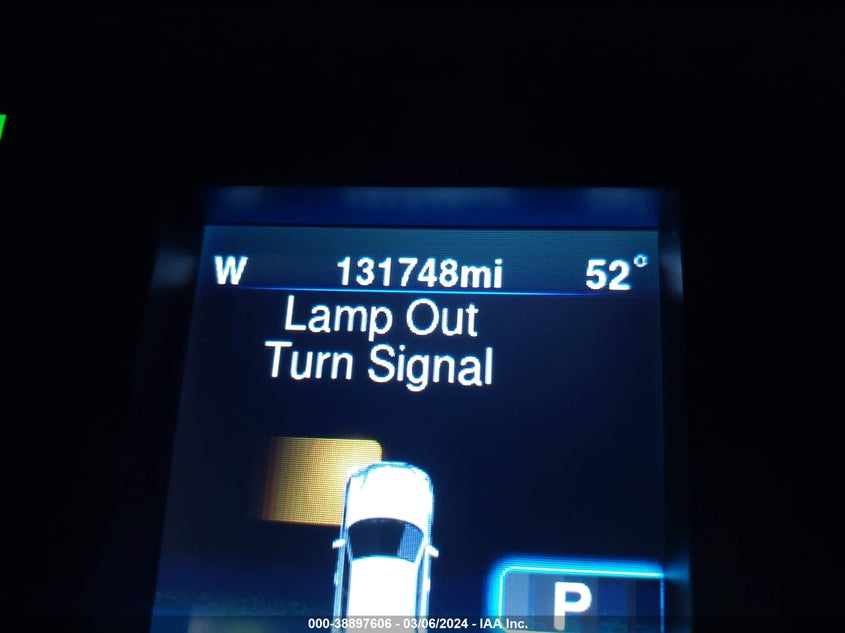 W 131748mi 52°
Lamp Out
Turn Signal
P
000-38897606 - 03/06/2024 - IAA Inc.